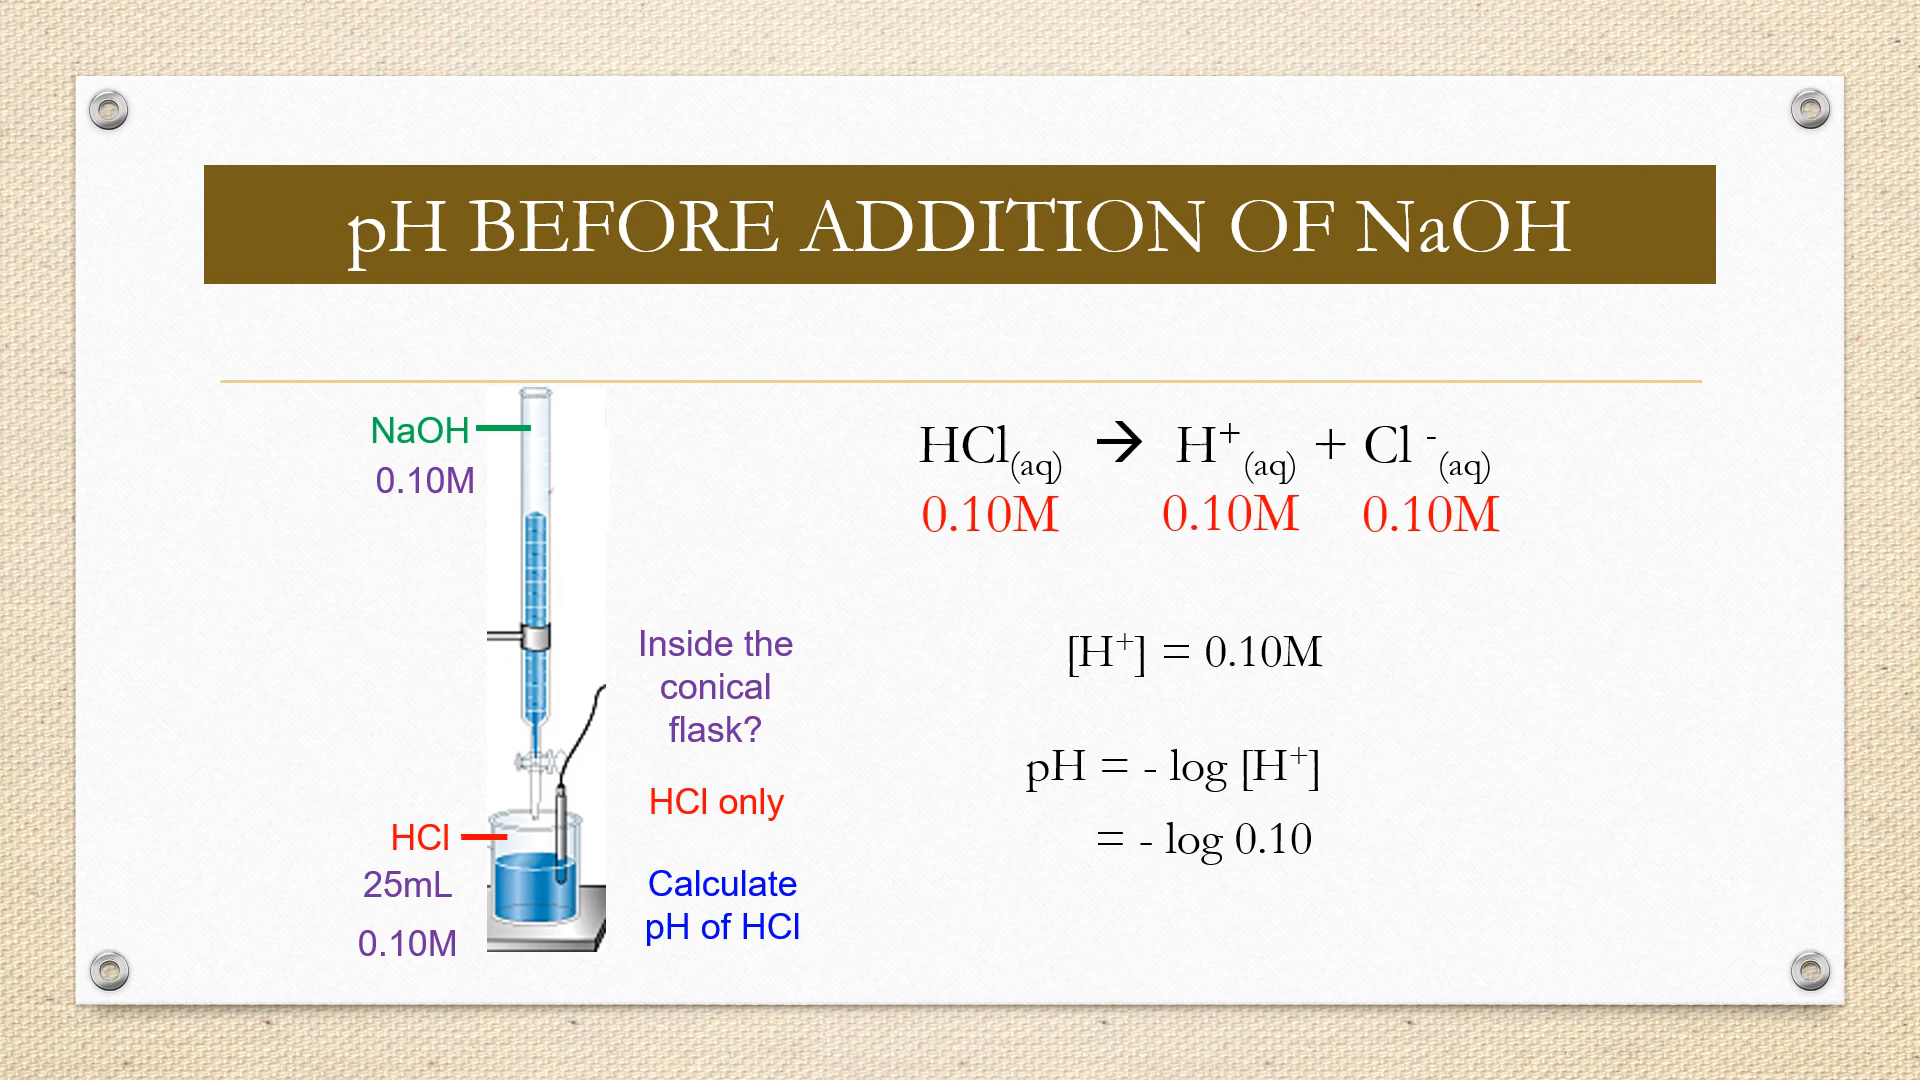 pH BEFORE ADDITION OF NaOH
NaOH
0.10M
HCl
25mL
0.10M
Inside the
conical
flask?
HCl only
Calculate
pH of HCl
HCl(aq) → H⁺(aq) + Cl⁻(aq)
0.10M 0.10M 0.10M
[H⁺] = 0.10M
pH = - log [H⁺]
= - log 0.10